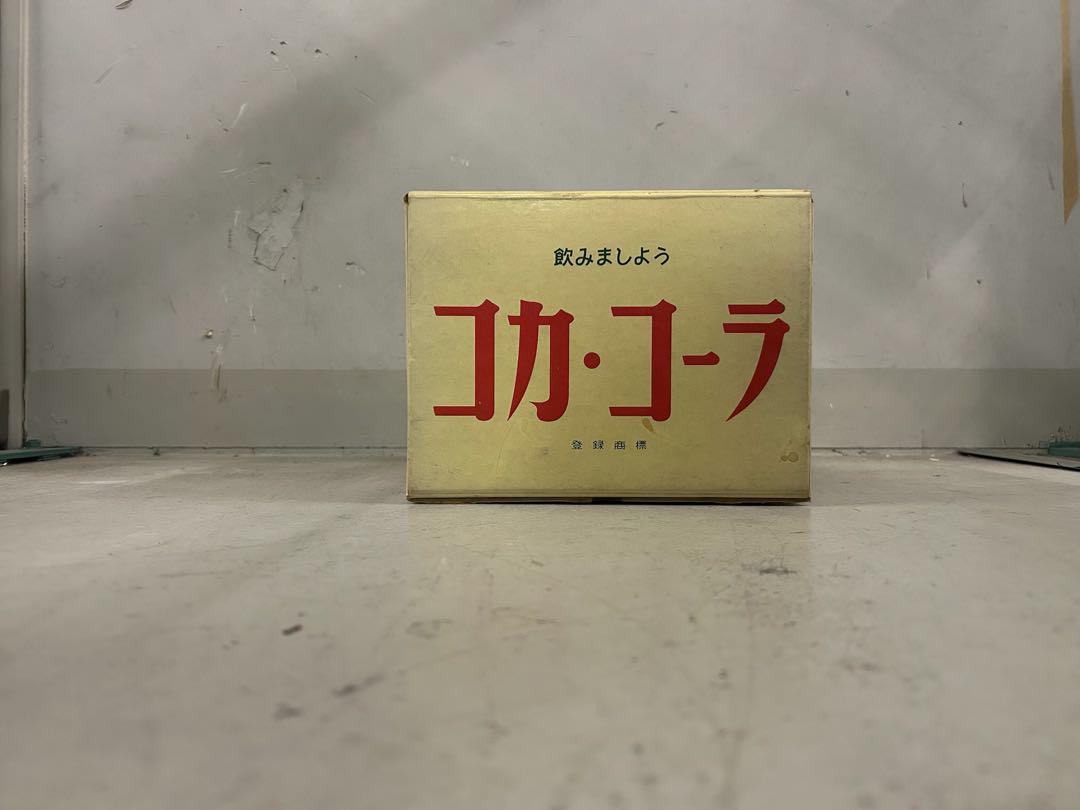 飲みましよう
コカ・コーラ
登録商標